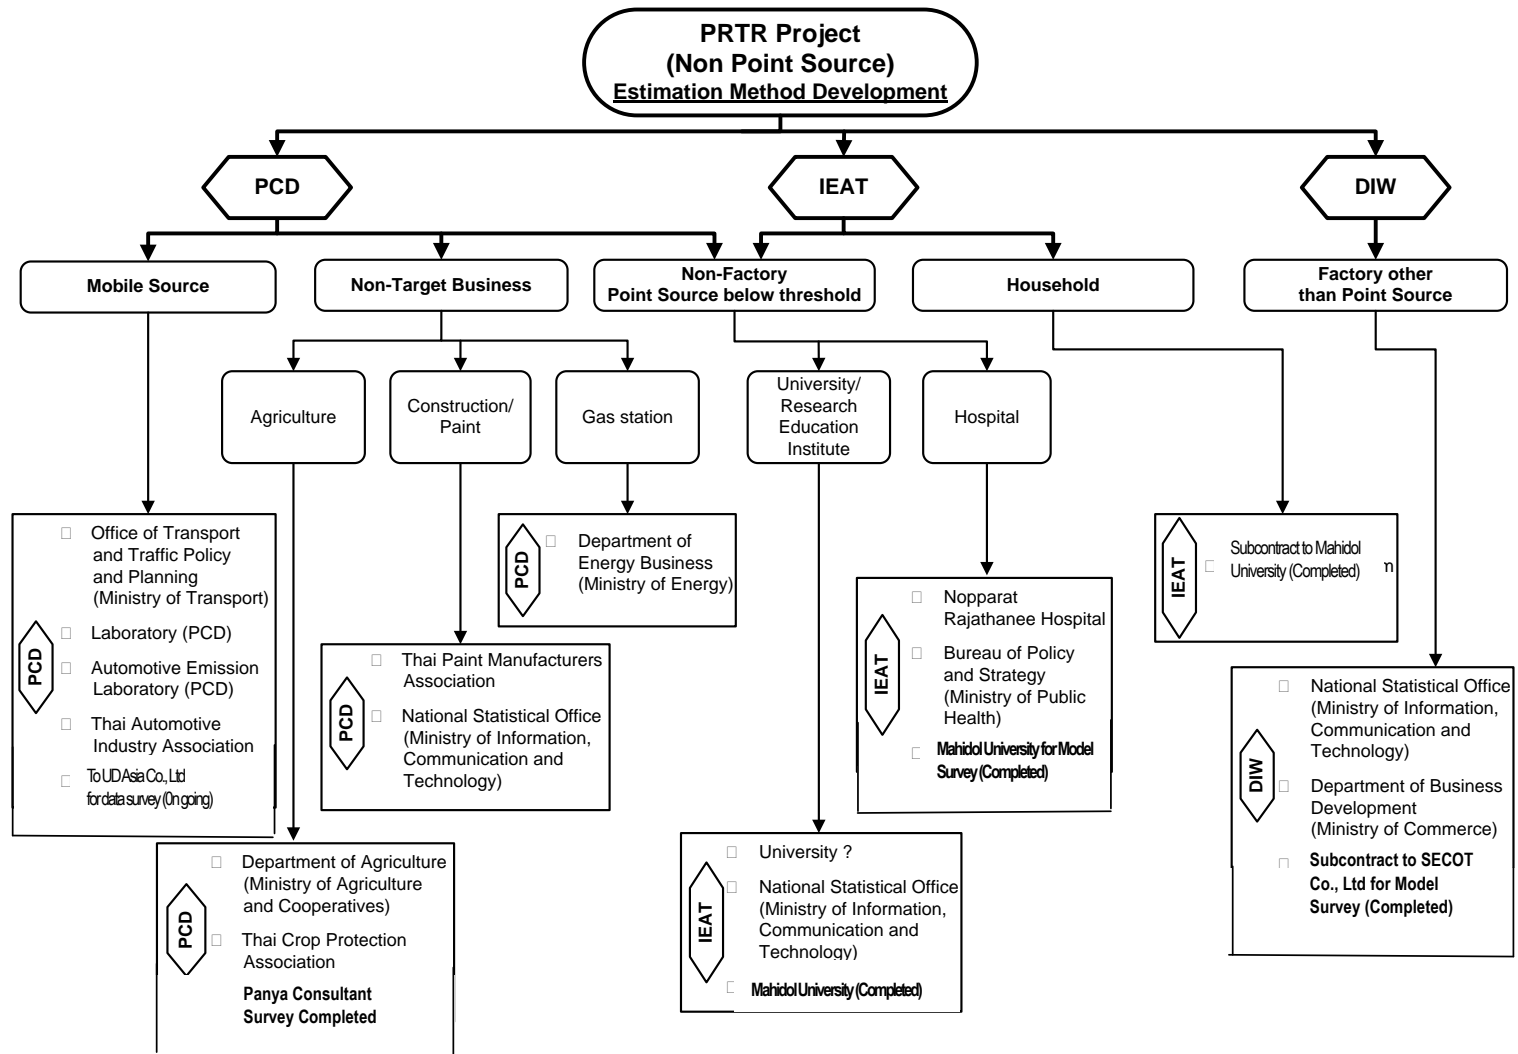 PRTR Project
(Non Point Source)
Estimation Method Development
PCD
IEAT
DIW
Mobile Source
Non-Target Business
Non-Factory
Point Source below threshold
Household
Factory other
than Point Source
Agriculture
Construction/
Paint
Gas station
University/
Research
Education
Institute
Hospital
PCD
Office of Transport
and Traffic Policy
and Planning
(Ministry of Transport)
Laboratory (PCD)
Automotive Emission
Laboratory (PCD)
Thai Automotive
Industry Association
To UD Asia Co., Ltd
for data survey (0n going)
PCD
Department of Agriculture
(Ministry of Agriculture
and Cooperatives)
Thai Crop Protection
Association
Panya Consultant
Survey Completed
PCD
Thai Paint Manufacturers
Association
National Statistical Office
(Ministry of Information,
Communication and
Technology)
PCD
Department of
Energy Business
(Ministry of Energy)
IEAT
University ?
National Statistical Office
(Ministry of Information,
Communication and
Technology)
Mahidol University (Completed)
IEAT
Nopparat
Rajathanee Hospital
Bureau of Policy
and Strategy
(Ministry of Public
Health)
Mahidol University for Model
Survey (Completed)
IEAT
Subcontract to Mahidol
University (Completed)
DIW
National Statistical Office
(Ministry of Information,
Communication and
Technology)
Department of Business
Development
(Ministry of Commerce)
Subcontract to SECOT
Co., Ltd for Model
Survey (Completed)